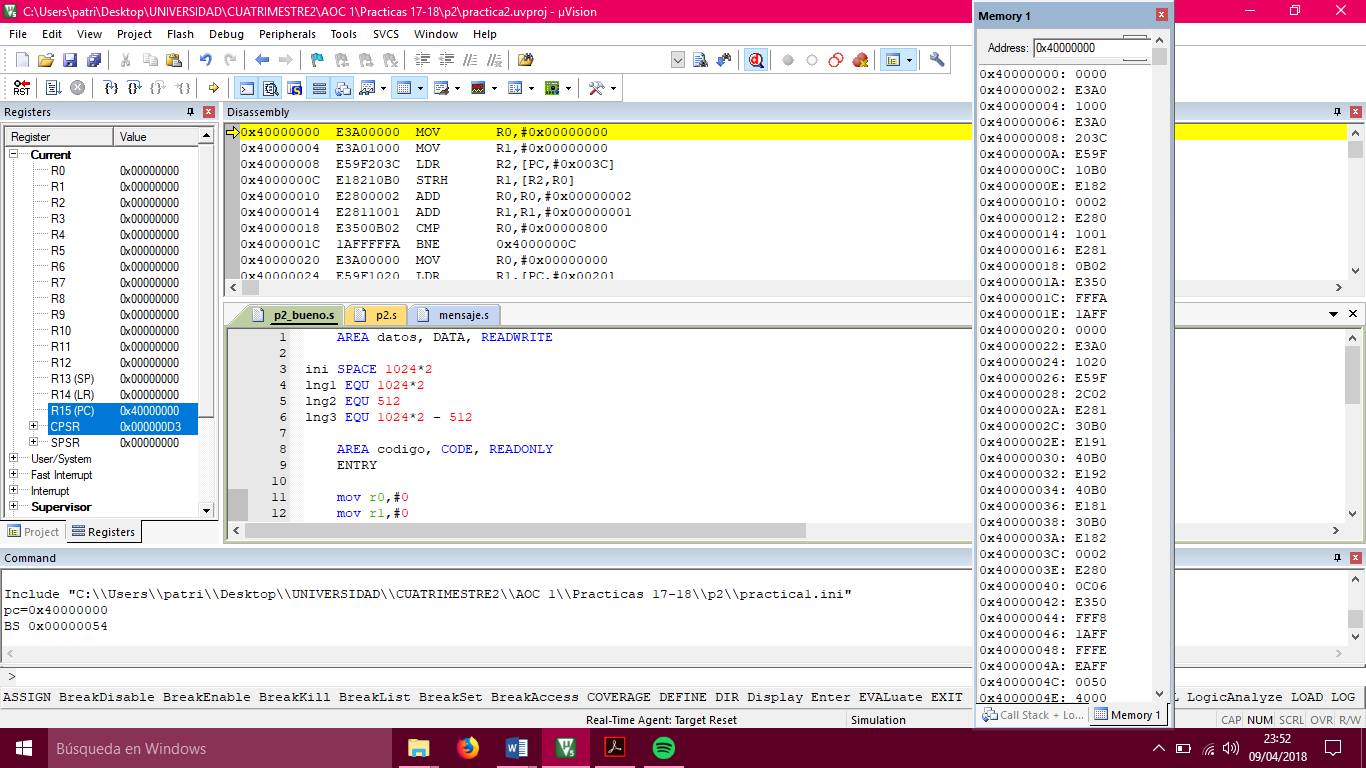 C:\Users\patri\Desktop\UNIVERSIDAD\CUATRIMESTRE2\AOC 1\Practicas 17-18\p2\practica2.uvproj - µVision
File Edit View Project Flash Debug Peripherals Tools SVCS Window Help
RST
Registers
Register Value
Current
R0 0x00000000
R1 0x00000000
R2 0x00000000
R3 0x00000000
R4 0x00000000
R5 0x00000000
R6 0x00000000
R7 0x00000000
R8 0x00000000
R9 0x00000000
R10 0x00000000
R11 0x00000000
R12 0x00000000
R13 (SP) 0x00000000
R14 (LR) 0x00000000
R15 (PC) 0x40000000
CPSR 0x000000D3
SPSR 0x00000000
User/System
Fast Interrupt
Interrupt
Supervisor
Project Registers
Disassembly
0x40000000 E3A00000 MOV R0,#0x00000000
0x40000004 E3A01000 MOV R1,#0x00000000
0x40000008 E59F203C LDR R2,[PC,#0x003C]
0x4000000C E18210B0 STRH R1,[R2,R0]
0x40000010 E2800002 ADD R0,R0,#0x00000002
0x40000014 E2811001 ADD R1,R1,#0x00000001
0x40000018 E3500B02 CMP R0,#0x00000800
0x4000001C 1AFFFFFA BNE 0x4000000C
0x40000020 E3A00000 MOV R0,#0x00000000
0x40000024 E59F1020 LDR R1,[PC,#0x0020]
p2_bueno.s p2.s mensaje.s
1 AREA datos, DATA, READWRITE
2
3 ini SPACE 1024*2
4 lng1 EQU 1024*2
5 lng2 EQU 512
6 lng3 EQU 1024*2 - 512
7
8 AREA codigo, CODE, READONLY
9 ENTRY
10
11 mov r0,#0
12 mov r1,#0
Memory 1
Address: 0x40000000
0x40000000: 0000
0x40000002: E3A0
0x40000004: 1000
0x40000006: E3A0
0x40000008: 203C
0x4000000A: E59F
0x4000000C: 10B0
0x4000000E: E182
0x40000010: 0002
0x40000012: E280
0x40000014: 1001
0x40000016: E281
0x40000018: 0B02
0x4000001A: E350
0x4000001C: FFFA
0x4000001E: 1AFF
0x40000020: 0000
0x40000022: E3A0
0x40000024: 1020
0x40000026: E59F
0x40000028: 2C02
0x4000002A: E281
0x4000002C: 30B0
0x4000002E: E191
0x40000030: 40B0
0x40000032: E192
0x40000034: 40B0
0x40000036: E181
0x40000038: 30B0
0x4000003A: E182
0x4000003C: 0002
0x4000003E: E280
0x40000040: 0C06
0x40000042: E350
0x40000044: FFF8
0x40000046: 1AFF
0x40000048: FFFE
0x4000004A: EAFF
0x4000004C: 0050
0x4000004E: 4000
Call Stack + Lo... Memory 1
Command
Include "C:\\Users\\patri\\Desktop\\UNIVERSIDAD\\CUATRIMESTRE2\\AOC 1\\Practicas 17-18\\p2\\practica1.ini"
pc=0x40000000
BS 0x00000054
>
ASSIGN BreakDisable BreakEnable BreakKill BreakList BreakSet BreakAccess COVERAGE DEFINE DIR Display Enter EVALuate EXIT L LogicAnalyze LOAD LOG
Real-Time Agent: Target Reset Simulation CAP NUM SCRL OVR R/W
Búsqueda en Windows
23:52
09/04/2018